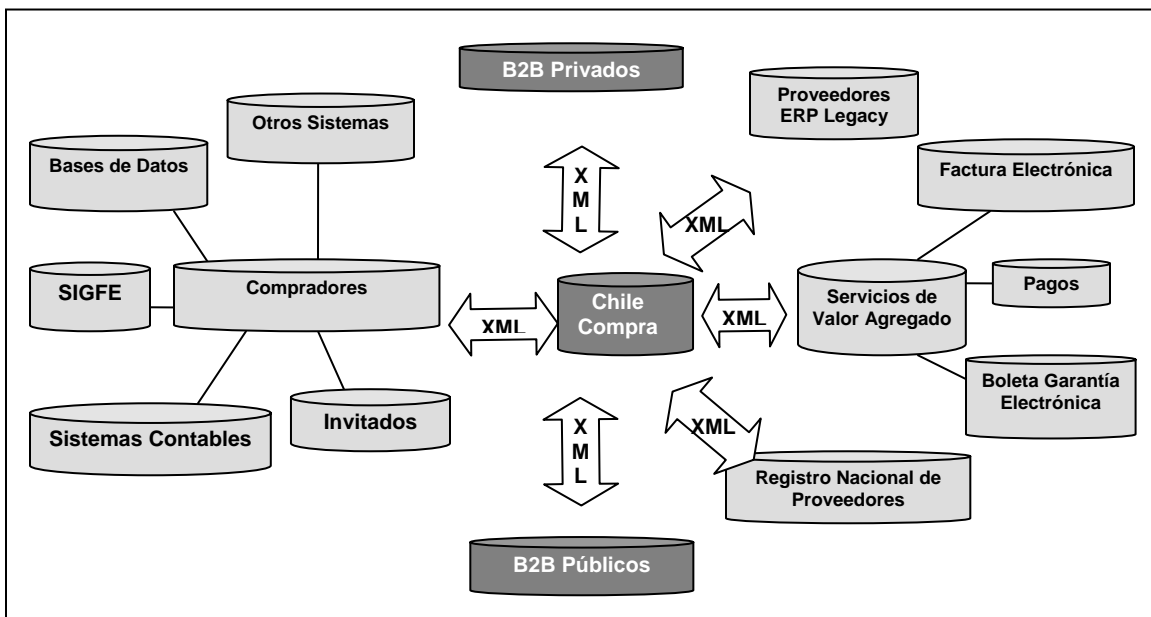 B2B Privados
Proveedores
ERP Legacy
Otros Sistemas
Bases de Datos
Factura Electrónica
X
M
L
XML
SIGFE
Compradores
Chile
Compra
Servicios de
Valor Agregado
Pagos
XML
XML
Boleta Garantía
Electrónica
Invitados
Sistemas Contables
X
M
L
XML
Registro Nacional de
Proveedores
B2B Públicos